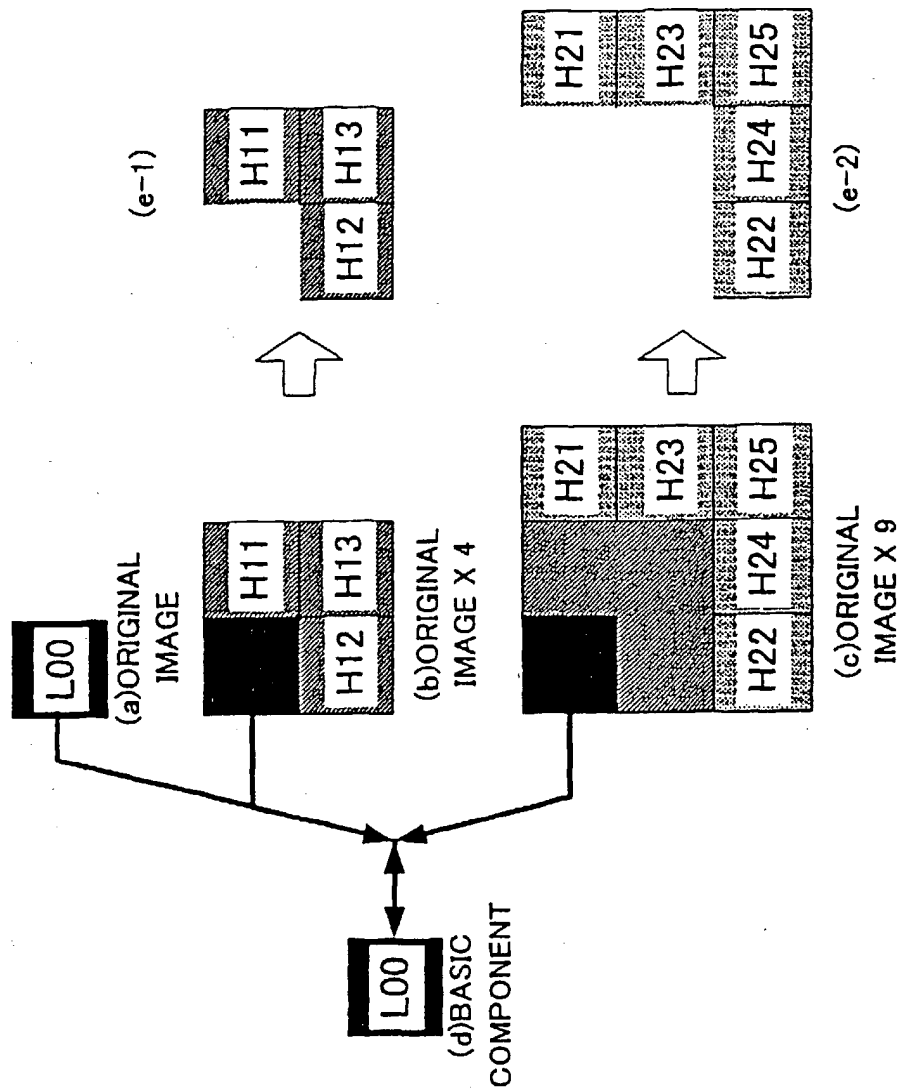 L00
(a)ORIGINAL
IMAGE
(e-1)
H11
H12 H13
(b)ORIGINAL
IMAGE X 4
H11
H12 H13
L00
(d)BASIC
COMPONENT
H21
H23
H22 H24 H25
(c)ORIGINAL
IMAGE X 9
H21
H23
H22 H24 H25
(e-2)